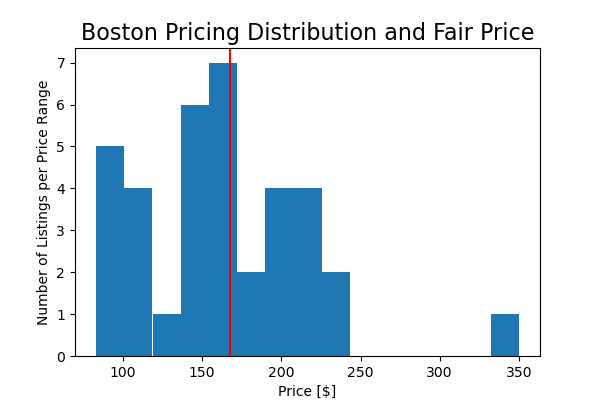 Boston Pricing Distribution and Fair Price
Number of Listings per Price Range
7
6
5
4
3
2
1
0
100 150 200 250 300 350
Price [$]